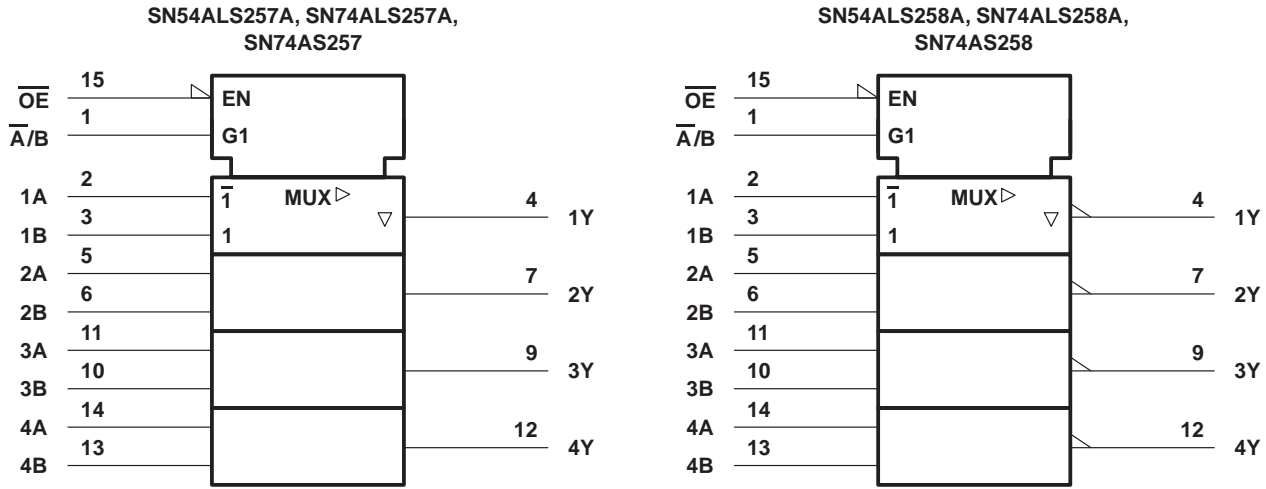 SN54ALS257A, SN74ALS257A,
SN74AS257
15
OE
EN
1
A/B
G1
2
1A
1
MUX
4
1Y
3
1B
1
5
2A
7
2Y
6
2B
11
3A
9
3Y
10
3B
14
4A
12
4Y
13
4B
SN54ALS258A, SN74ALS258A,
SN74AS258
15
OE
EN
1
A/B
G1
2
1A
1
MUX
4
1Y
3
1B
1
5
2A
7
2Y
6
2B
11
3A
9
3Y
10
3B
14
4A
12
4Y
13
4B